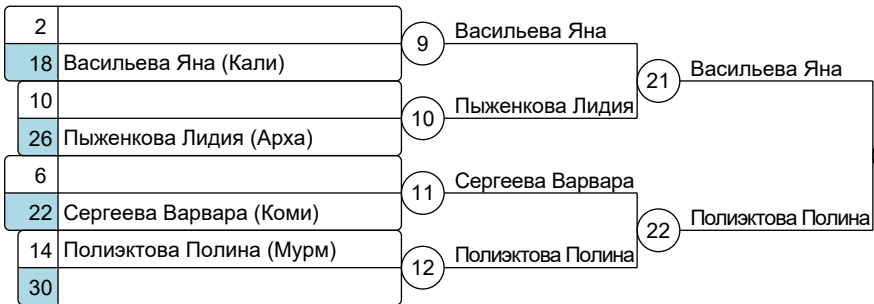 2
9
Васильева Яна
18 Васильева Яна (Кали)
21
Васильева Яна
10
10
Пыженкова Лидия
26 Пыженкова Лидия (Арха)
6
11
Сергеева Варвара
22 Сергеева Варвара (Коми)
22
Полиэктова Полина
14 Полиэктова Полина (Мурм)
12
Полиэктова Полина
30